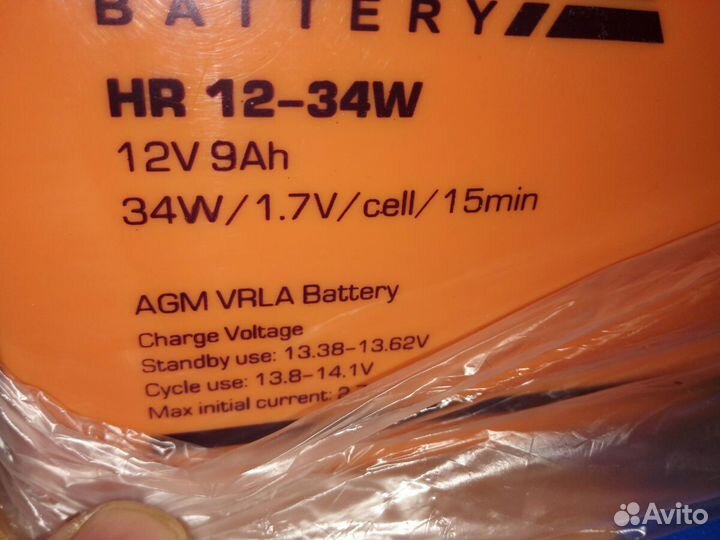 BATTERY
HR 12-34W
12V 9Ah
34W/1.7V/cell/15min
AGM VRLA Battery
Charge Voltage
Standby use: 13.38-13.62V
Cycle use: 13.8-14.1V
Max initial current:
Avito